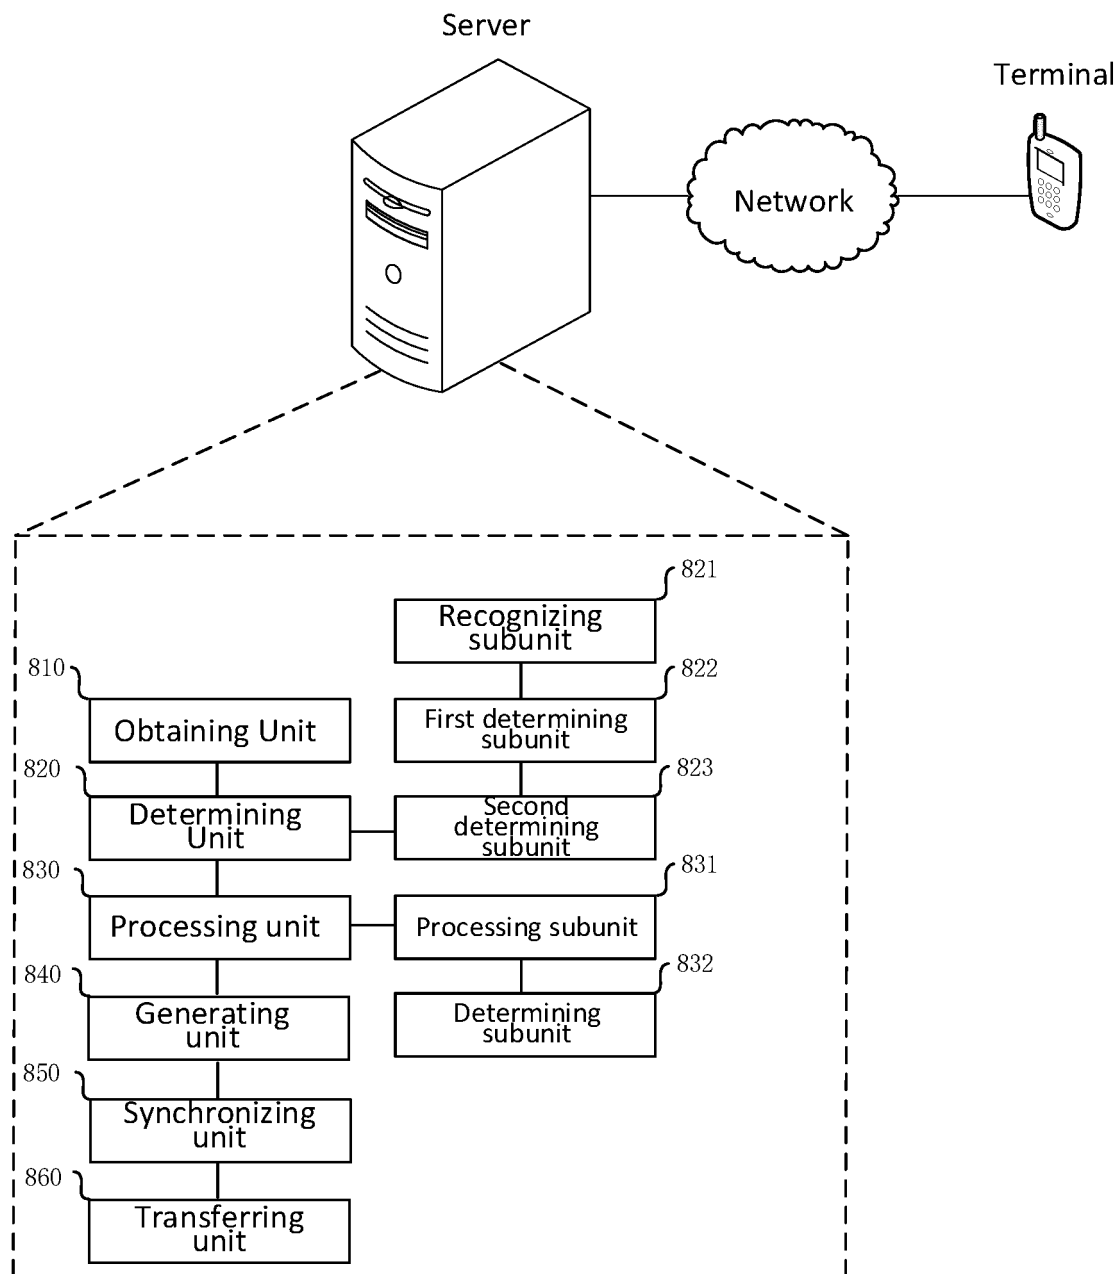 Server
Terminal
Network
821
Recognizing
subunit
810
822
Obtaining Unit
First determining
subunit
820
823
Determining
Unit
Second
determining
subunit
830
831
Processing unit
Processing subunit
840
832
Generating
unit
Determining
subunit
850
Synchronizing
unit
860
Transferring
unit